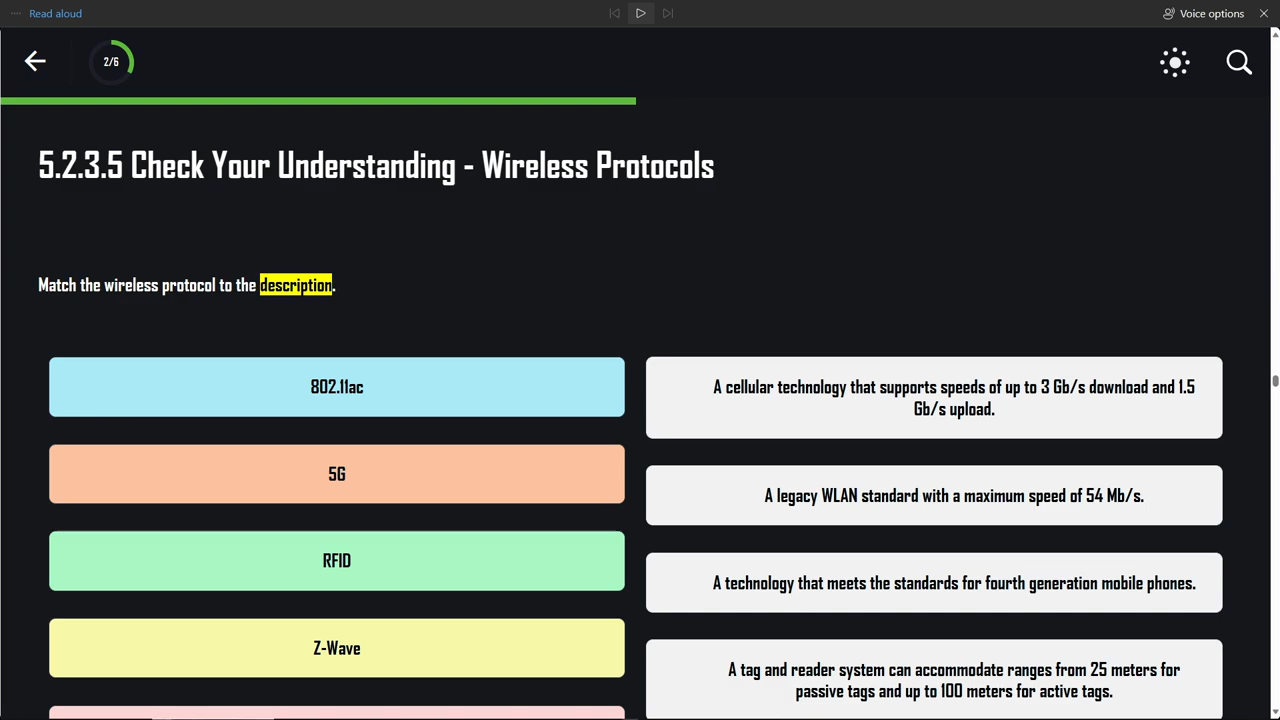 Read aloud
Voice options
2/6
5.2.3.5 Check Your Understanding - Wireless Protocols
Match the wireless protocol to the description.
802.11ac
5G
RFID
Z-Wave
A cellular technology that supports speeds of up to 3 Gb/s download and 1.5
Gb/s upload.
A legacy WLAN standard with a maximum speed of 54 Mb/s.
A technology that meets the standards for fourth generation mobile phones.
A tag and reader system can accommodate ranges from 25 meters for
passive tags and up to 100 meters for active tags.